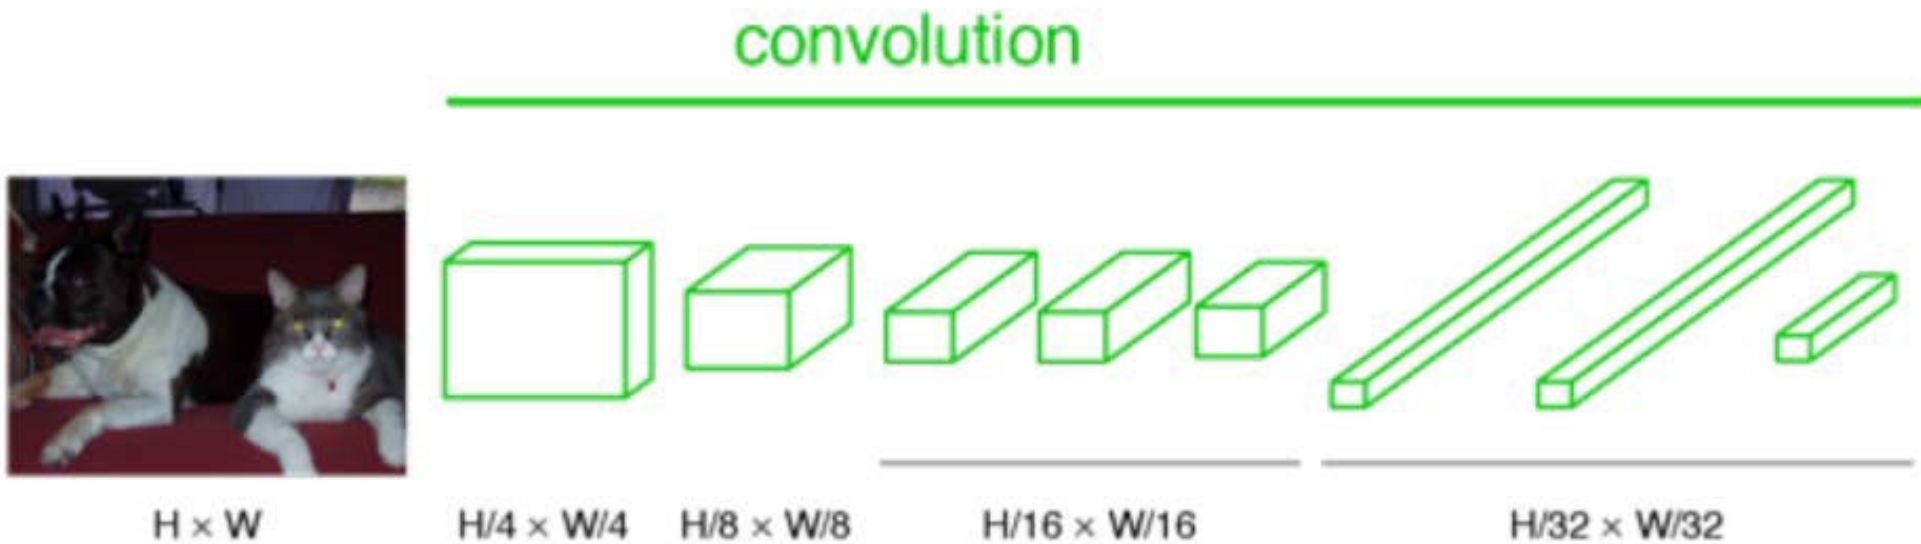 convolution
H × W
H/4 × W/4
H/8 × W/8
H/16 × W/16
H/32 × W/32